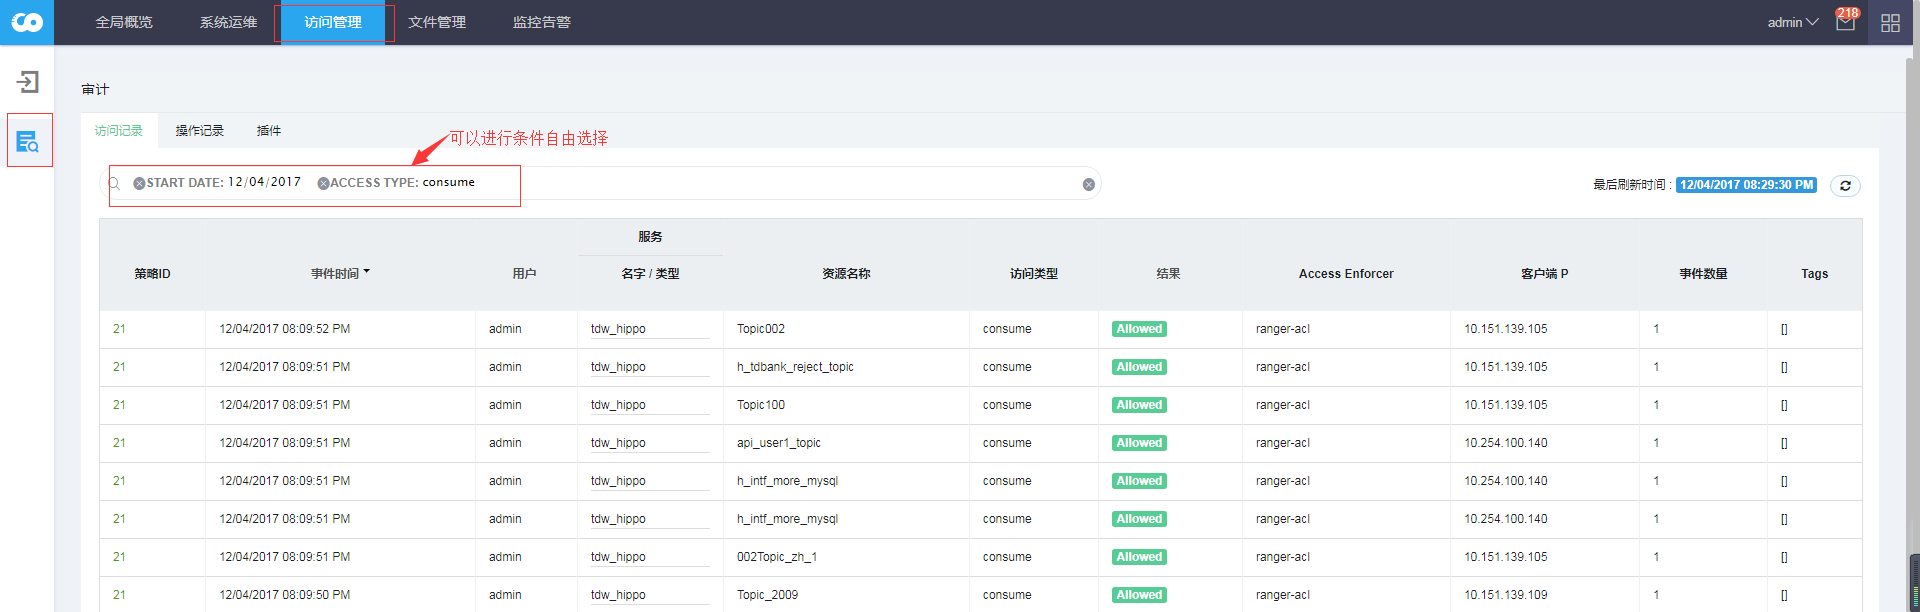 全局概览 系统运维 访问管理 文件管理 监控告警 admin 218
审计
访问记录 操作记录 插件
可以进行条件自由选择
START DATE: 12/04/2017 ACCESS TYPE: consume 最后刷新时间 : 12/04/2017 08:29:30 PM
服务
策略ID 事件时间 用户 名字 / 类型 资源名称 访问类型 结果 Access Enforcer 客户端 P 事件数量 Tags
21 12/04/2017 08:09:52 PM admin tdw_hippo Topic002 consume Allowed ranger-acl 10.151.139.105 1 []
21 12/04/2017 08:09:51 PM admin tdw_hippo h_tdbank_reject_topic consume Allowed ranger-acl 10.151.139.105 1 []
21 12/04/2017 08:09:51 PM admin tdw_hippo Topic100 consume Allowed ranger-acl 10.151.139.105 1 []
21 12/04/2017 08:09:51 PM admin tdw_hippo api_user1_topic consume Allowed ranger-acl 10.254.100.140 1 []
21 12/04/2017 08:09:51 PM admin tdw_hippo h_intf_more_mysql consume Allowed ranger-acl 10.254.100.140 1 []
21 12/04/2017 08:09:51 PM admin tdw_hippo h_intf_more_mysql consume Allowed ranger-acl 10.254.100.140 1 []
21 12/04/2017 08:09:51 PM admin tdw_hippo 002Topic_zh_1 consume Allowed ranger-acl 10.151.139.105 1 []
21 12/04/2017 08:09:50 PM admin tdw_hippo Topic_2009 consume Allowed ranger-acl 10.151.139.109 1 []